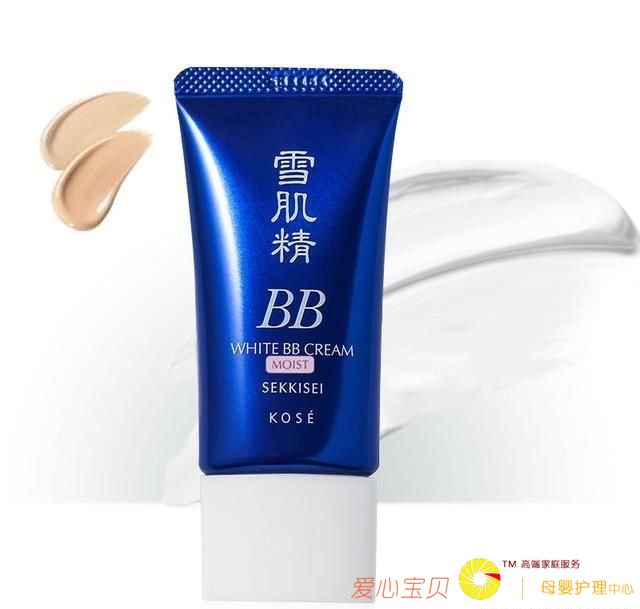 雪肌精
BB
WHITE BB CREAM
MOIST
SEKKISEI
KOSÉ
爱心宝贝
TM 高端家庭服务
母婴护理中心